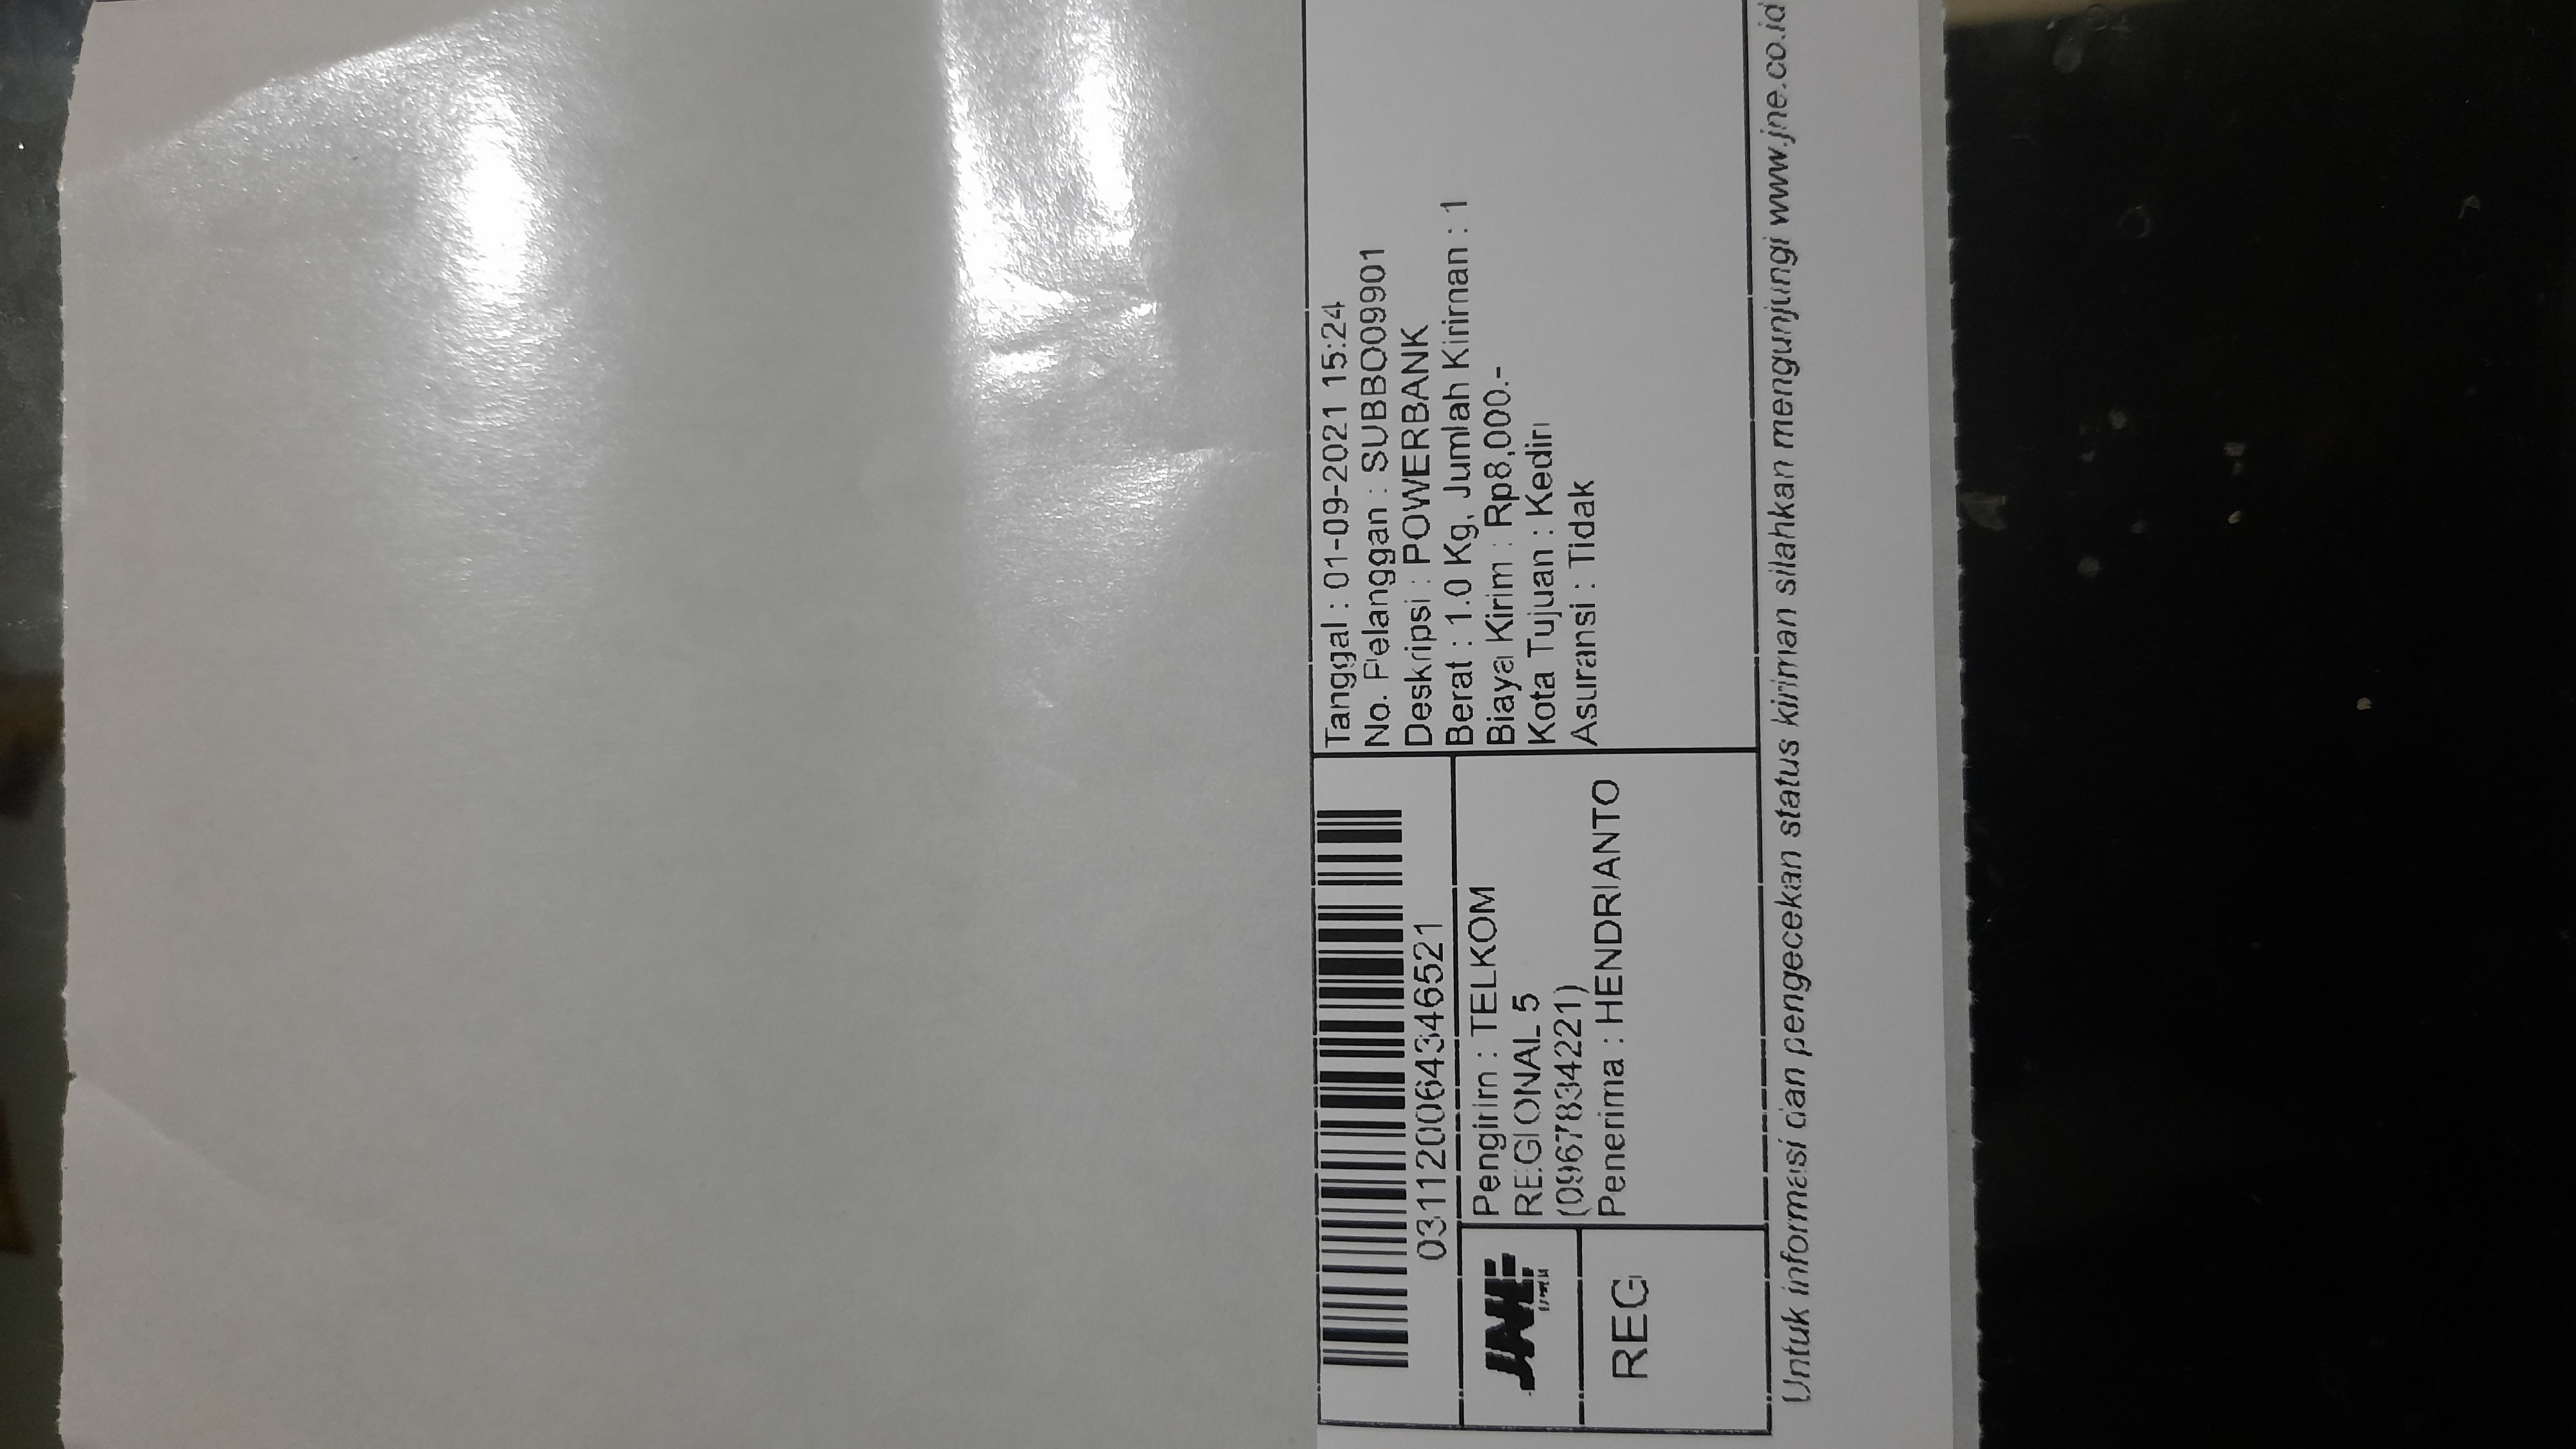 031120064346521
JNE
REG
Pengirim : TELKOM
REGIONAL 5
(0967834221)
Penerima : HENDRIANTO
Tanggal : 01-09-2021 15:24
No. Pelanggan : SUBBO09901
Deskripsi : POWERBANK
Berat : 1.0 Kg, Jumlah Kiriman : 1
Biaya Kirim : Rp8,000.-
Kota Tujuan : Kediri
Asuransi : Tidak
Untuk informasi dan pengecekan status kiriman silahkan mengunjungi www.jne.co.id